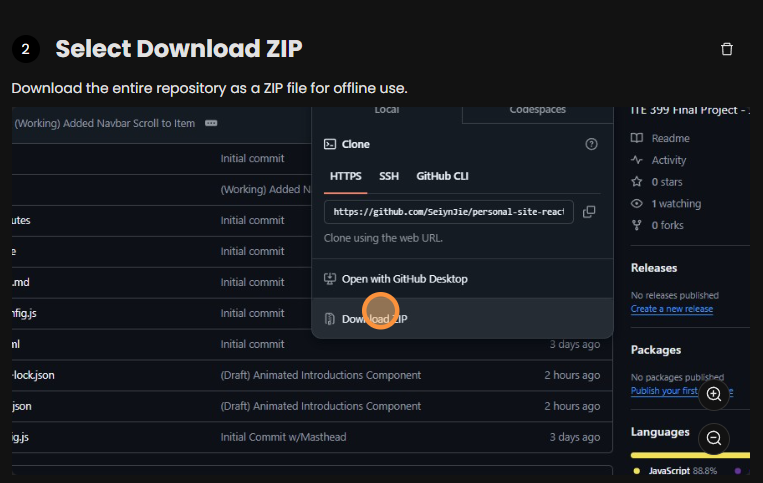 2 Select Download ZIP
Download the entire repository as a ZIP file for offline use.
Local Codespaces
ITE 399 Final Project -
(Working) Added Navbar Scroll to Item
Clone
Readme
Initial commit
HTTPS SSH GitHub CLI
Activity
0 stars
(Working) Added N
https://github.com/SeiynJie/personal-site-react
1 watching
utes Initial commit
0 forks
Clone using the web URL.
e Initial commit
Releases
.md Initial commit
Open with GitHub Desktop
No releases published
Create a new release
nfig.js Initial commit
Download ZIP
ml Initial commit 3 days ago
Packages
-lock.json (Draft) Animated Introductions Component 2 hours ago
No packages published
Publish your first
json (Draft) Animated Introductions Component 2 hours ago
Languages
ig.js Initial Commit w/Masthead 3 days ago
JavaScript 88.8%